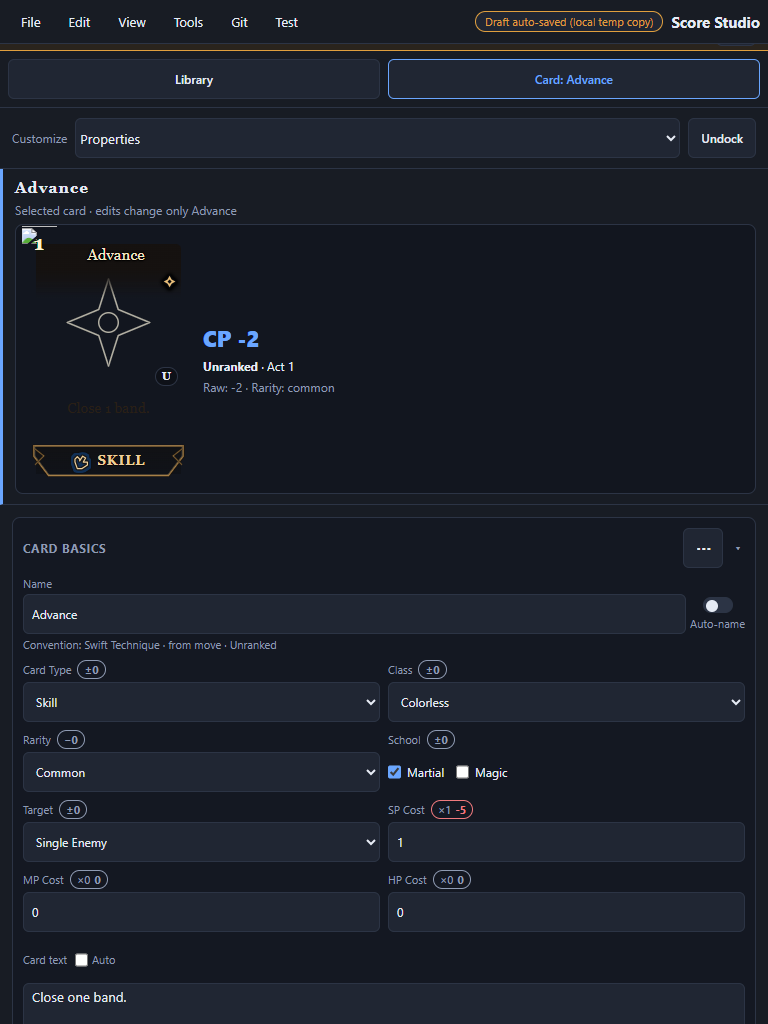 File Edit View Tools Git Test Draft auto-saved (local temp copy) Score Studio
Library Card: Advance
Customize Properties Undock
Advance
Selected card · edits change only Advance
1
Advance
CP -2
Unranked · Act 1
U
Raw: -2 · Rarity: common
Close 1 band.
SKILL
CARD BASICS ---
Name
Advance
Auto-name
Convention: Swift Technique · from move · Unranked
Card Type ±0 Class ±0
Skill Colorless
Rarity −0 School ±0
Common Martial Magic
Target ±0 SP Cost ×1 -5
Single Enemy 1
MP Cost ×0 0 HP Cost ×0 0
0 0
Card text Auto
Close one band.